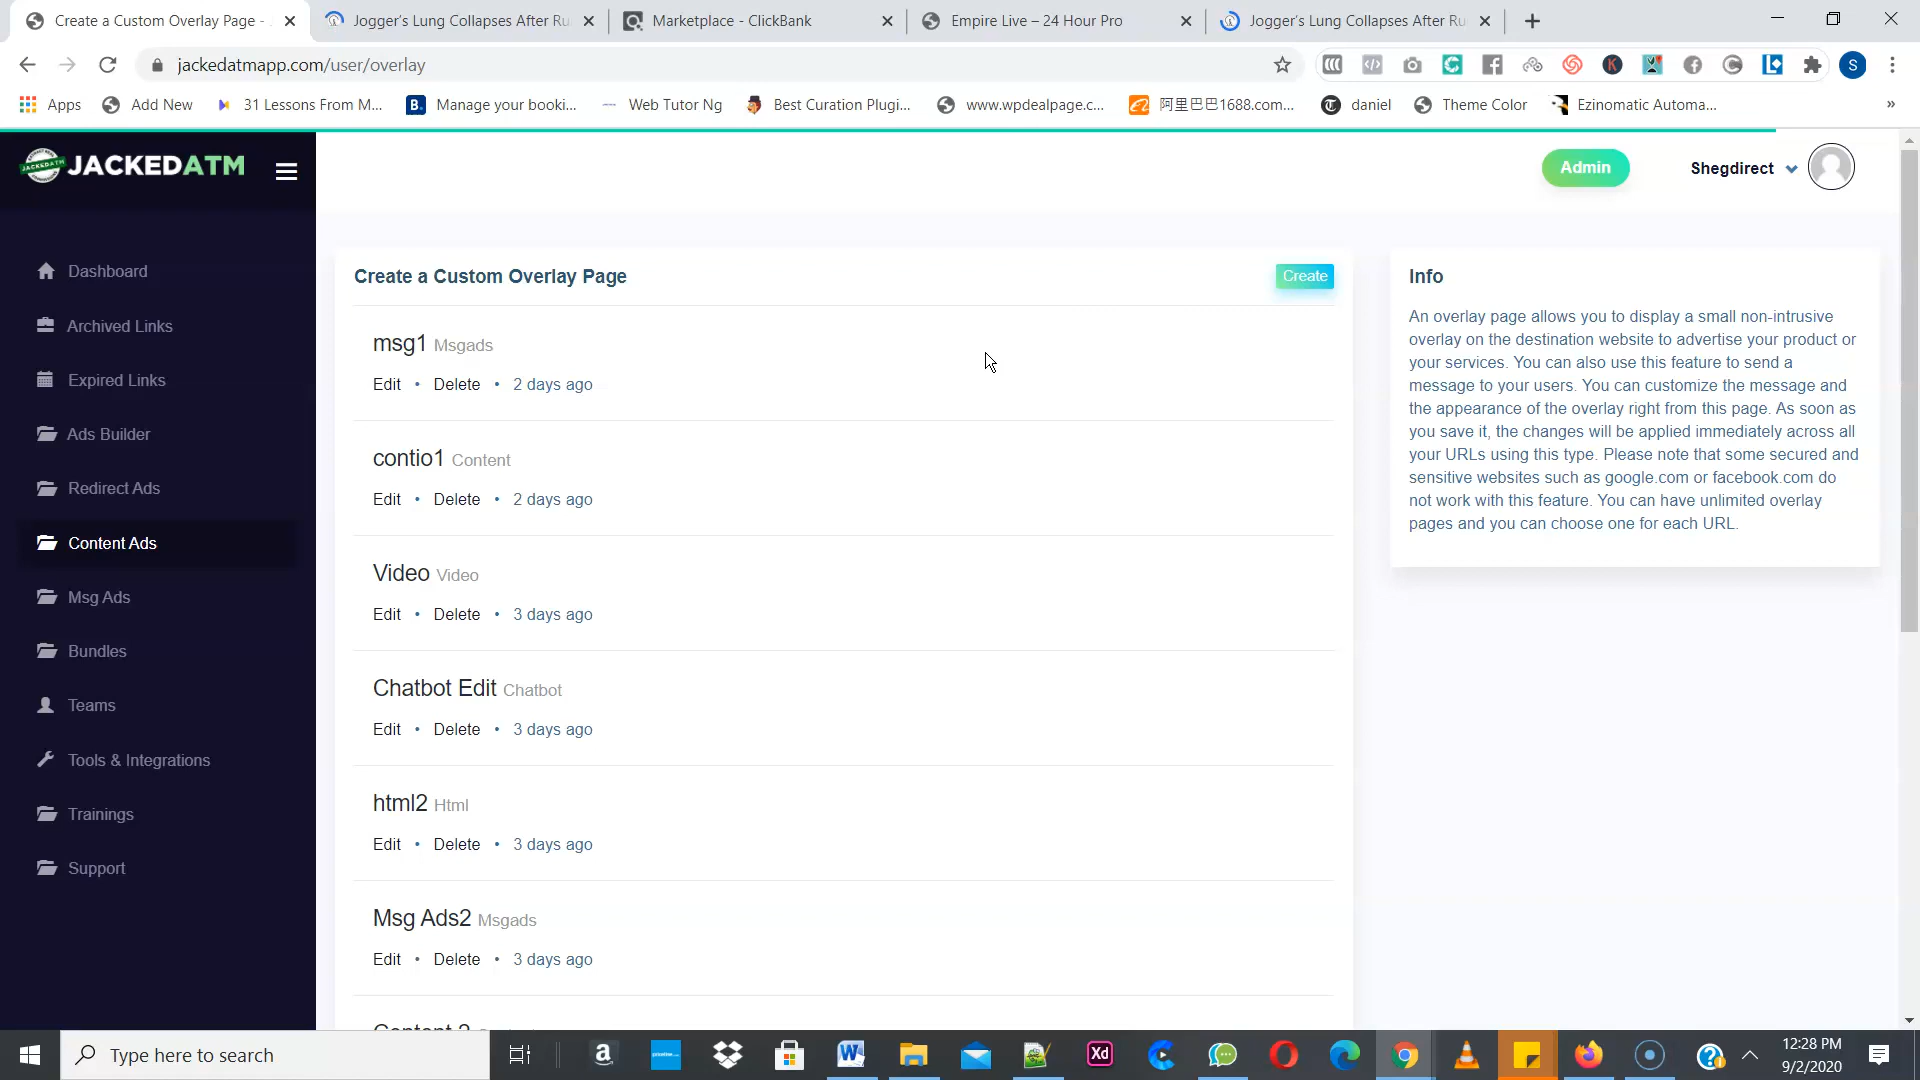 Create a Custom Overlay Page -
Jogger's Lung Collapses After Ru
Marketplace - ClickBank
Empire Live – 24 Hour Pro
Jogger's Lung Collapses After Ru
jackedatmapp.com/user/overlay
S
Apps
Add New
31 Lessons From M...
Manage your booki...
Web Tutor Ng
Best Curation Plugi...
www.wpdealpage.c...
阿里巴巴1688.com...
daniel
Theme Color
Ezinomatic Automa...
JACKEDATM
Admin
Shegdirect
Dashboard
Archived Links
Expired Links
Ads Builder
Redirect Ads
Content Ads
Msg Ads
Bundles
Teams
Tools & Integrations
Trainings
Support
Create a Custom Overlay Page
Create
msg1 Msgads
Edit • Delete • 2 days ago
contio1 Content
Edit • Delete • 2 days ago
Video Video
Edit • Delete • 3 days ago
Chatbot Edit Chatbot
Edit • Delete • 3 days ago
html2 Html
Edit • Delete • 3 days ago
Msg Ads2 Msgads
Edit • Delete • 3 days ago
Info
An overlay page allows you to display a small non-intrusive
overlay on the destination website to advertise your product or
your services. You can also use this feature to send a
message to your users. You can customize the message and
the appearance of the overlay right from this page. As soon as
you save it, the changes will be applied immediately across all
your URLs using this type. Please note that some secured and
sensitive websites such as google.com or facebook.com do
not work with this feature. You can have unlimited overlay
pages and you can choose one for each URL.
Type here to search
Xd
12:28 PM
9/2/2020